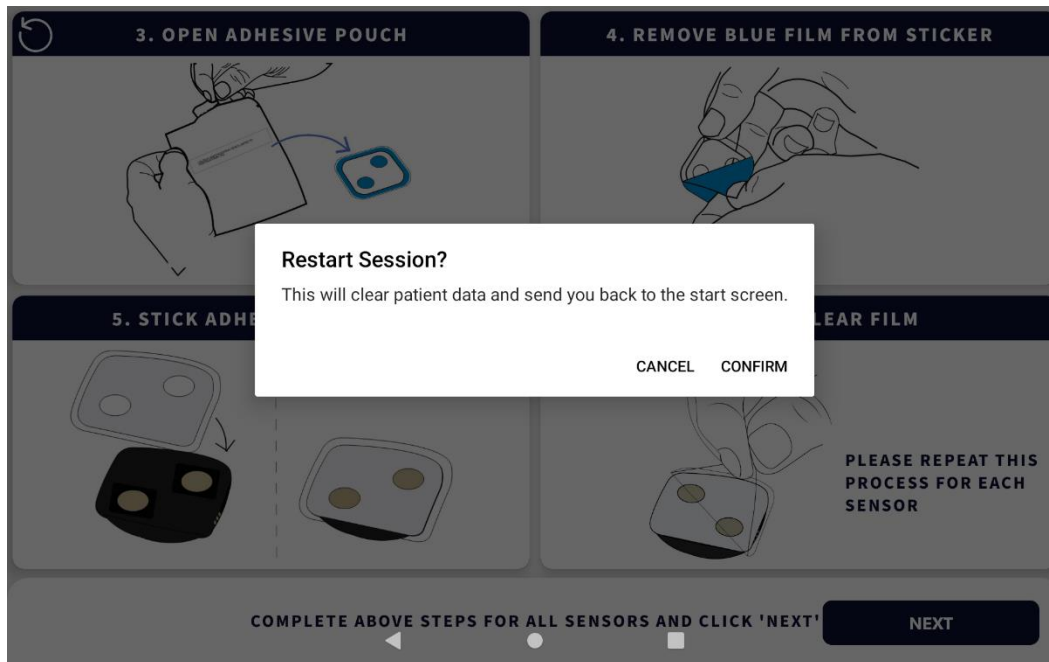 3. OPEN ADHESIVE POUCH
4. REMOVE BLUE FILM FROM STICKER
Restart Session?
This will clear patient data and send you back to the start screen.
CANCEL
CONFIRM
5. STICK ADHE
LEAR FILM
PLEASE REPEAT THIS
PROCESS FOR EACH
SENSOR
COMPLETE ABOVE STEPS FOR ALL SENSORS AND CLICK 'NEXT'
NEXT